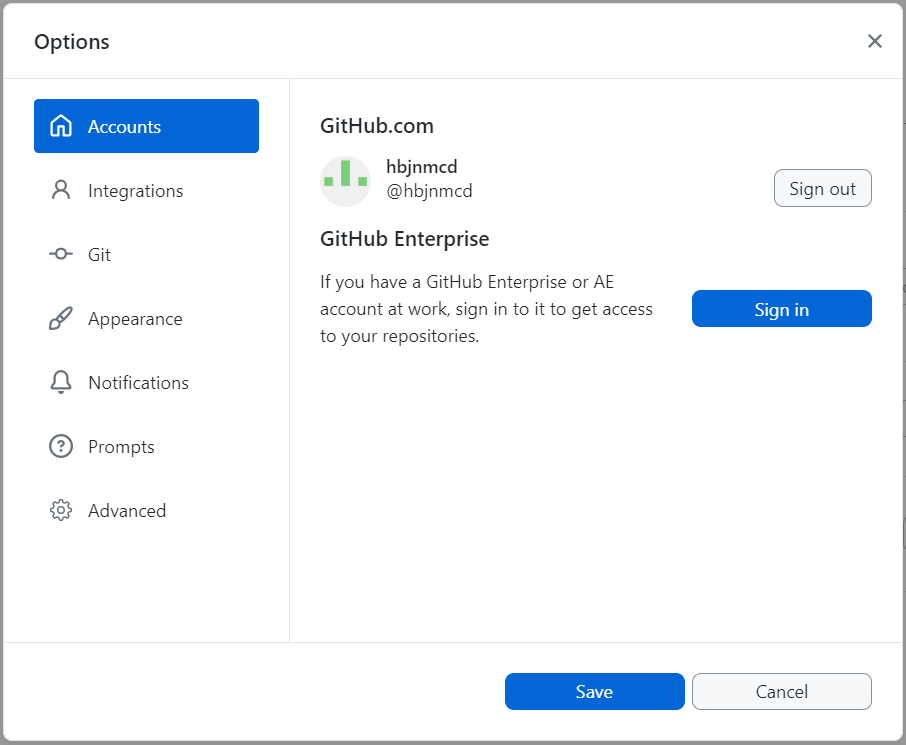 Options
Accounts
Integrations
Git
Appearance
Notifications
Prompts
Advanced
GitHub.com
hbjnmcd
@hbjnmcd
Sign out
GitHub Enterprise
If you have a GitHub Enterprise or AE
account at work, sign in to it to get access
to your repositories.
Sign in
Save
Cancel